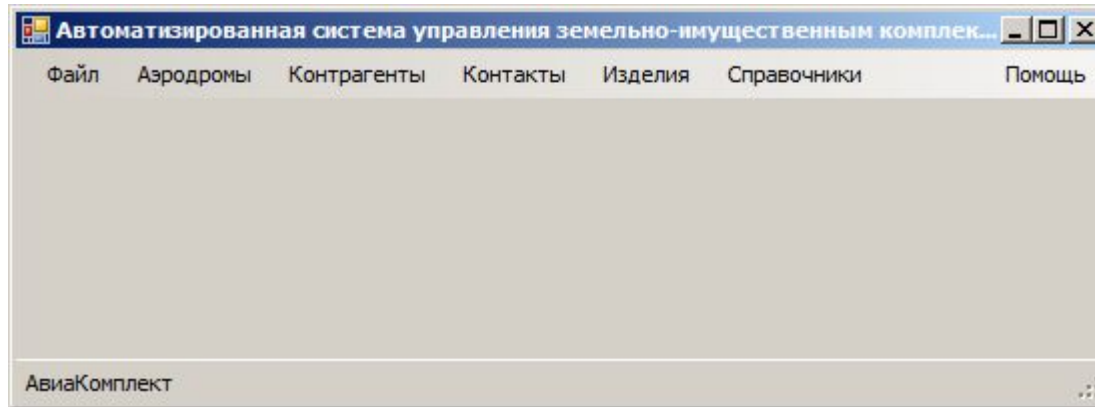 Автоматизированная система управления земельно-имущественным комплек...
Файл Аэродромы Контрагенты Контакты Изделия Справочники Помощь
АвиаКомплект